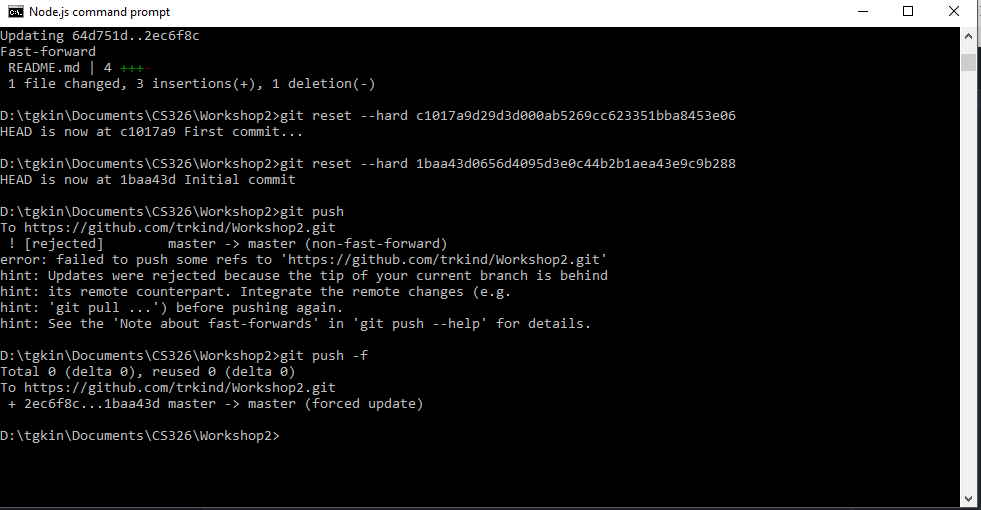 Node.js command prompt
Updating 64d751d..2ec6f8c
Fast-forward
 README.md | 4 +++-
 1 file changed, 3 insertions(+), 1 deletion(-)
D:\tgkin\Documents\CS326\Workshop2>git reset --hard c1017a9d29d3d000ab5269cc623351bba8453e06
HEAD is now at c1017a9 First commit...
D:\tgkin\Documents\CS326\Workshop2>git reset --hard 1baa43d0656d4095d3e0c44b2b1aea43e9c9b288
HEAD is now at 1baa43d Initial commit
D:\tgkin\Documents\CS326\Workshop2>git push
To https://github.com/trkind/Workshop2.git
 ! [rejected]        master -> master (non-fast-forward)
error: failed to push some refs to 'https://github.com/trkind/Workshop2.git'
hint: Updates were rejected because the tip of your current branch is behind
hint: its remote counterpart. Integrate the remote changes (e.g.
hint: 'git pull ...') before pushing again.
hint: See the 'Note about fast-forwards' in 'git push --help' for details.
D:\tgkin\Documents\CS326\Workshop2>git push -f
Total 0 (delta 0), reused 0 (delta 0)
To https://github.com/trkind/Workshop2.git
 + 2ec6f8c...1baa43d master -> master (forced update)
D:\tgkin\Documents\CS326\Workshop2>